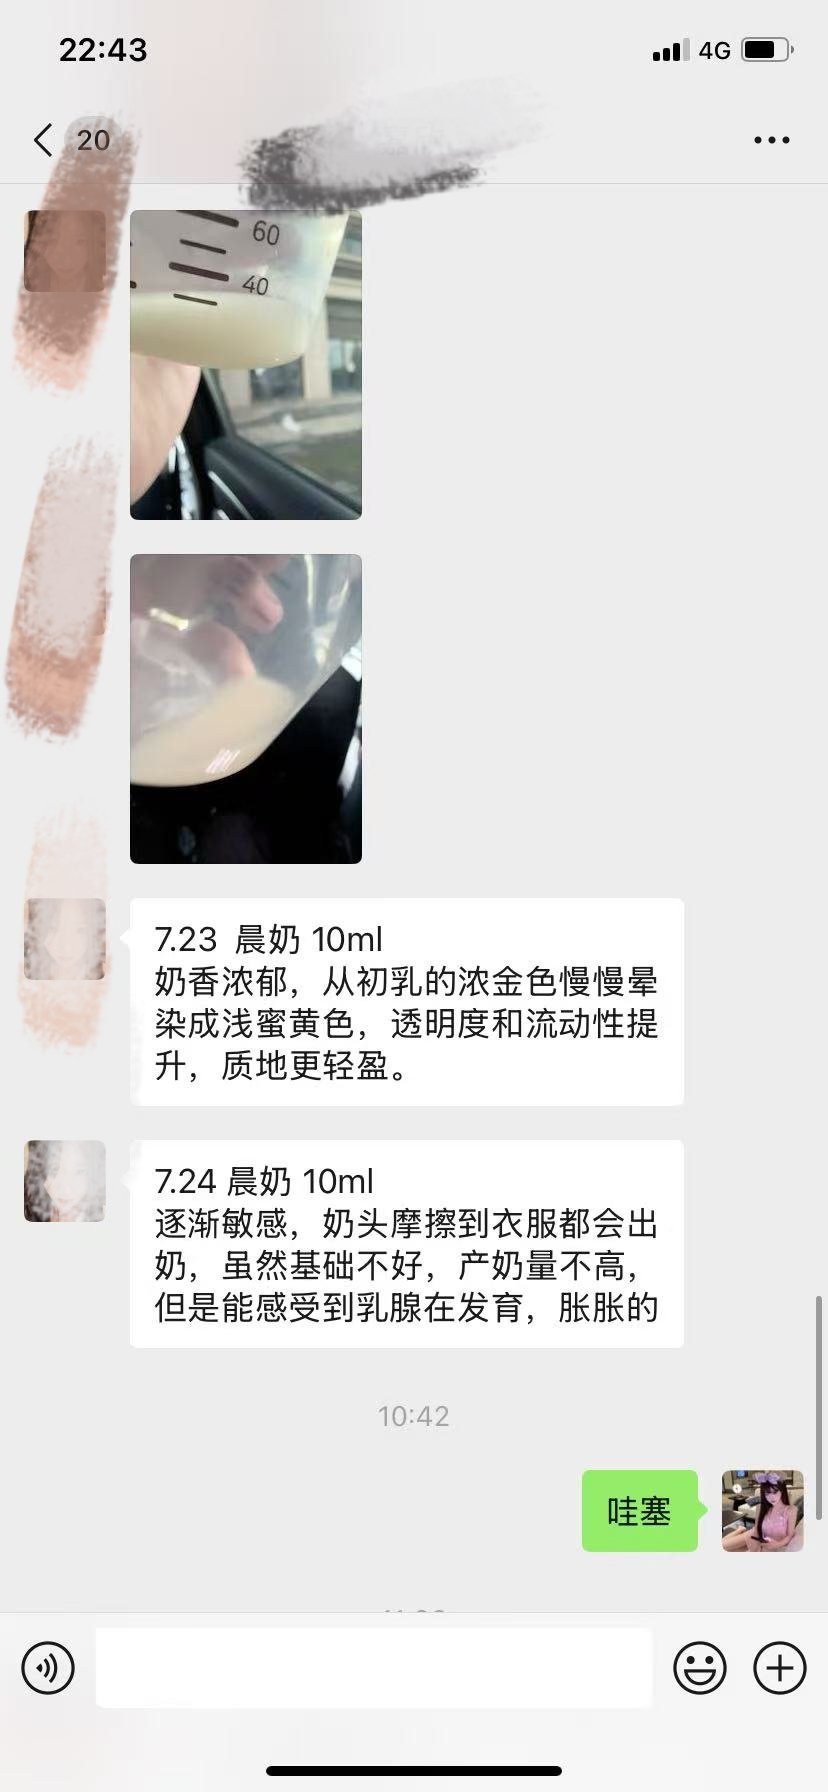 22:43
4G
20
60
40
7.23 晨奶 10ml
奶香浓郁，从初乳的浓金色慢慢晕
染成浅蜜黄色，透明度和流动性提
升，质地更轻盈。
7.24 晨奶 10ml
逐渐敏感，奶头摩擦到衣服都会出
奶，虽然基础不好，产奶量不高，
但是能感受到乳腺在发育，胀胀的
10:42
哇塞